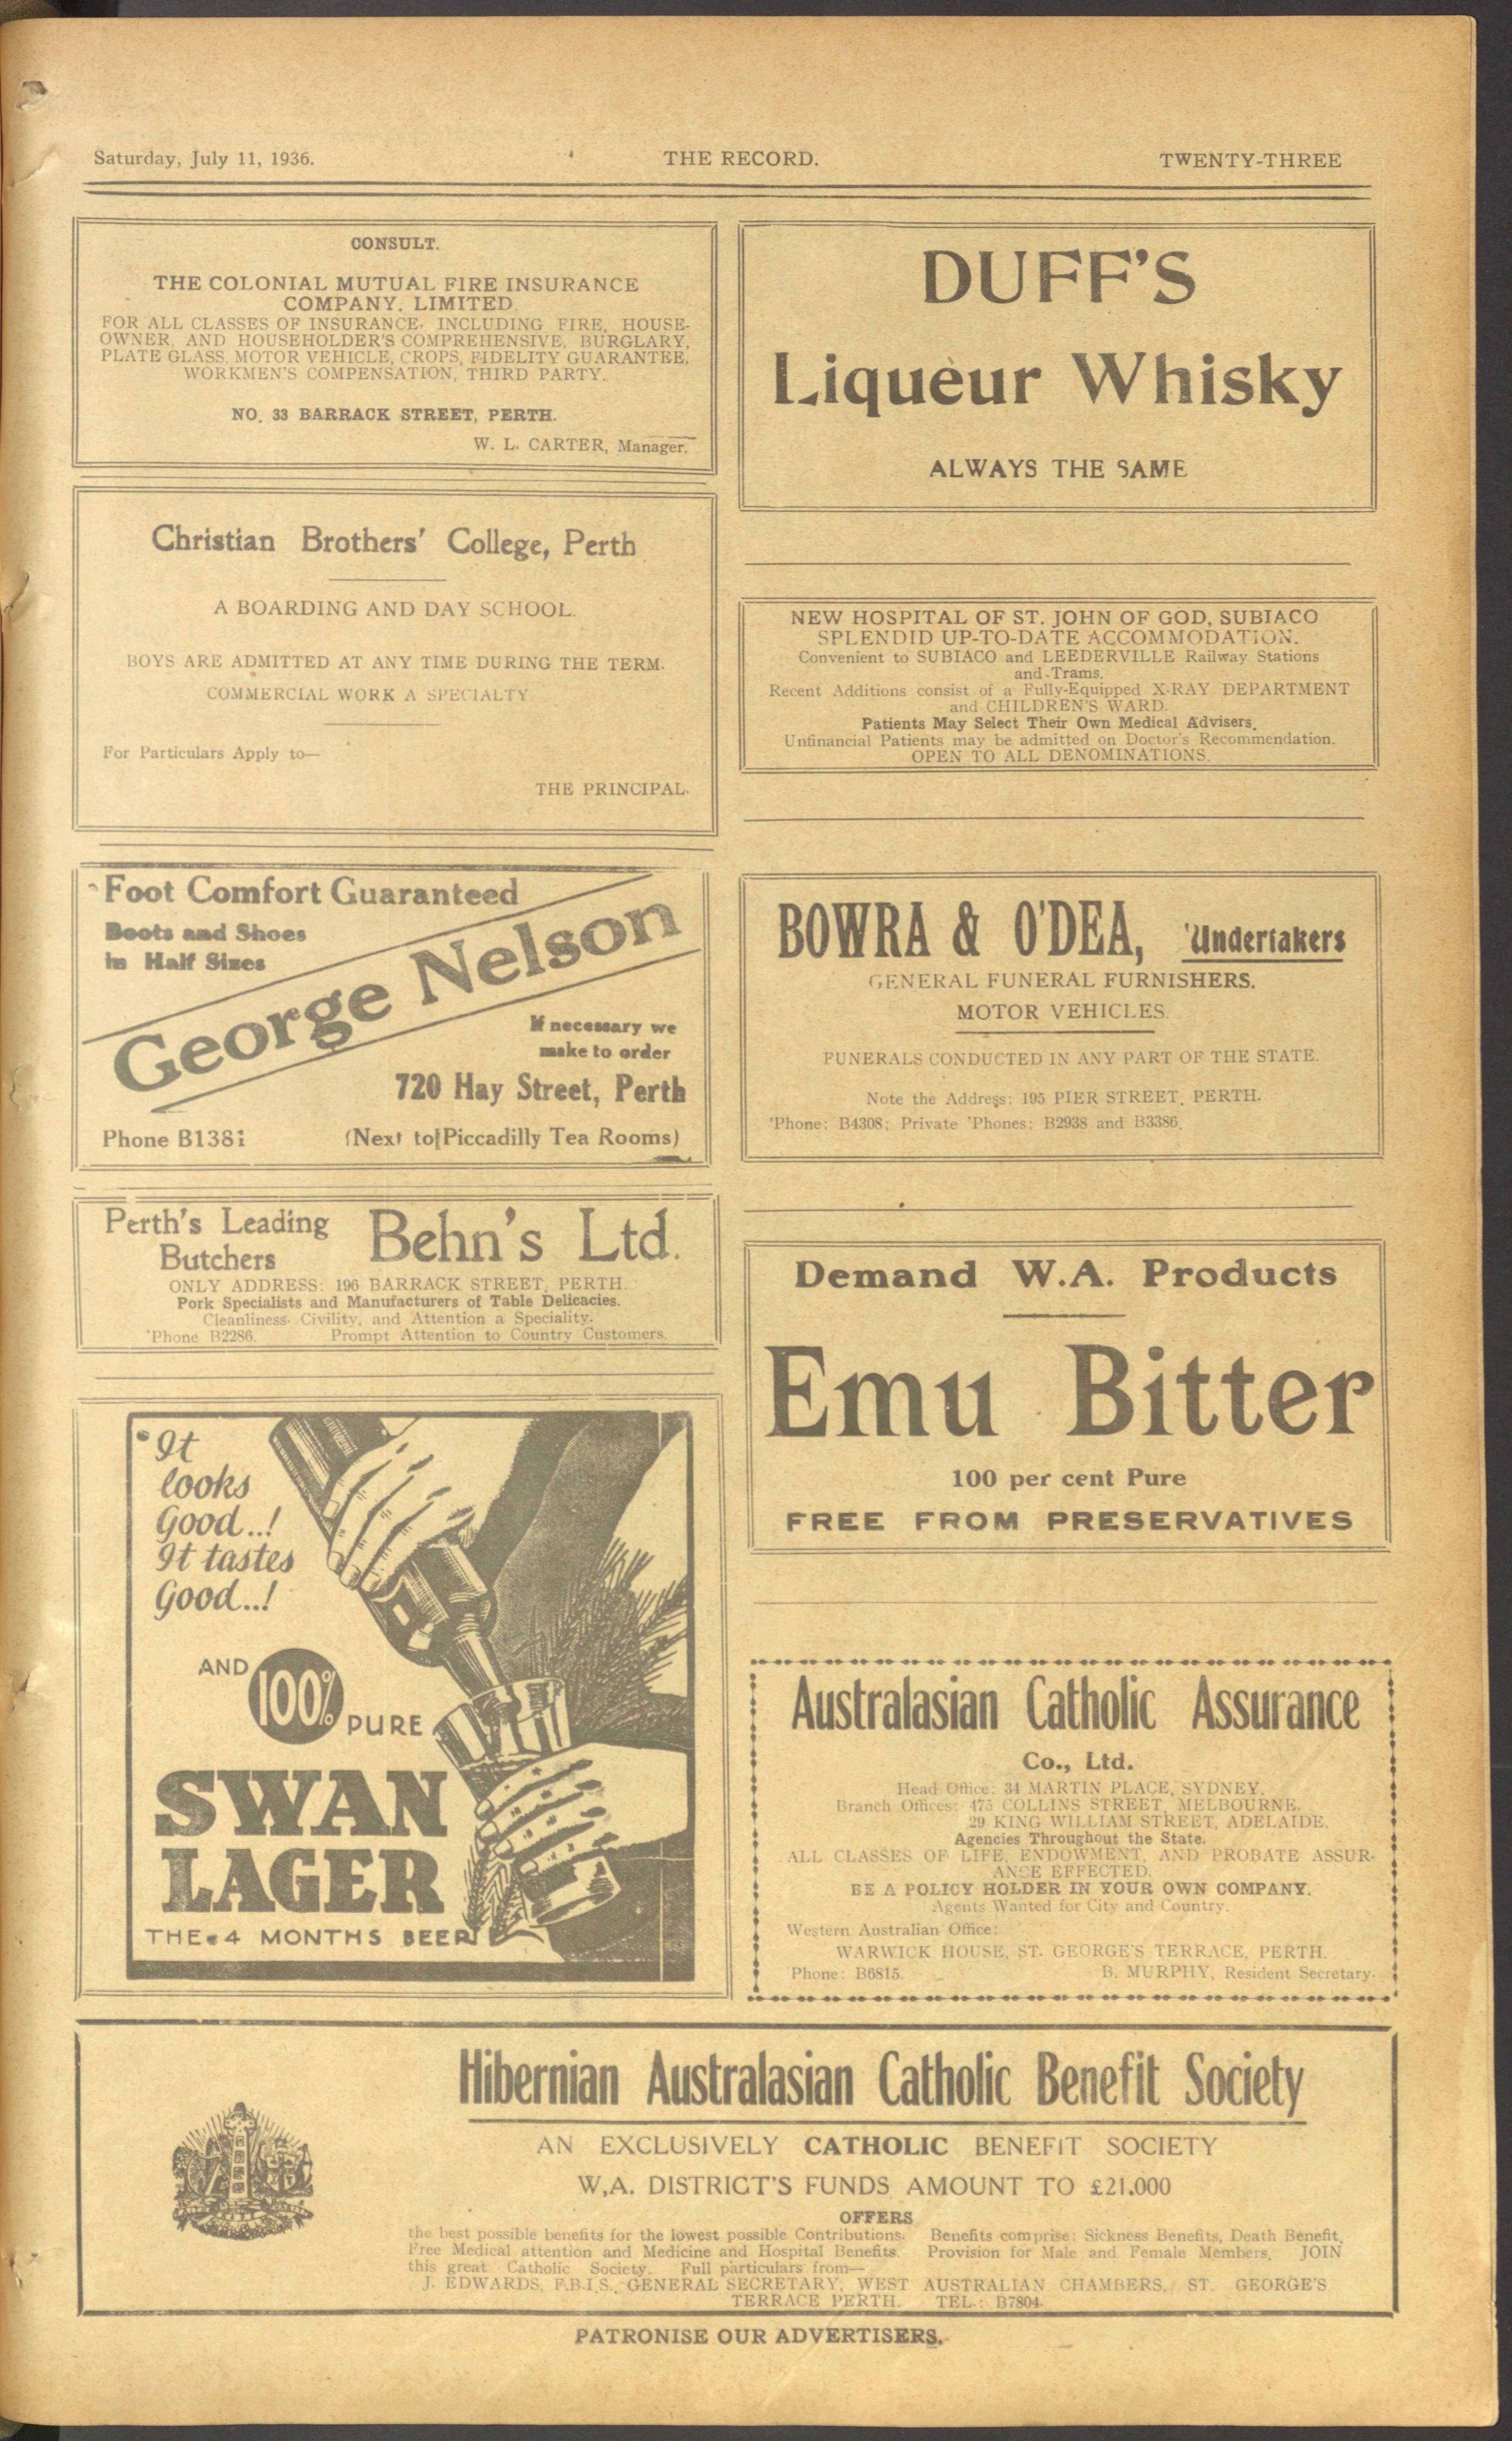 Saturday, July 11, 1936.
THE RECORD.
TWENTY-THREE
CONSULT.
THE COLONIAL MUTUAL FIRE INSURANCE
COMPANY, LIMITED.
FOR ALL CLASSES OF INSURANCE, INCLUDING FIRE, HOUSE-
OWNER, AND HOUSEHOLDER'S COMPREHENSIVE, BURGLARY,
PLATE GLASS, MOTOR VEHICLE, CROPS, FIDELITY GUARANTEE,
WORKMEN'S COMPENSATION, THIRD PARTY.
NO. 33 BARRACK STREET, PERTH.
W. L. CARTER, Manager.
Christian Brothers' College, Perth
A BOARDING AND DAY SCHOOL.
BOYS ARE ADMITTED AT ANY TIME DURING THE TERM.
COMMERCIAL WORK A SPECIALTY
For Particulars Apply to—
THE PRINCIPAL.
Foot Comfort Guaranteed
Boots and Shoes
in Half Sizes
George Nelson
If necessary we
make to order
720 Hay Street, Perth
Phone B1381
(Next to Piccadilly Tea Rooms)
Perth's Leading
Butchers
Behn's Ltd.
ONLY ADDRESS: 196 BARRACK STREET, PERTH.
Pork Specialists and Manufacturers of Table Delicacies.
Cleanliness, Civility, and Attention a Speciality.
'Phone B2286.
Prompt Attention to Country Customers.
It
looks
Good..!
It tastes
Good..!
AND
100%
PURE
SWAN
LAGER
THE 4 MONTHS BEER
DUFF'S
Liqueur Whisky
ALWAYS THE SAME
NEW HOSPITAL OF ST. JOHN OF GOD, SUBIACO
SPLENDID UP-TO-DATE ACCOMMODATION.
Convenient to SUBIACO and LEEDERVILLE Railway Stations
and Trams.
Recent Additions consist of a Fully-Equipped X-RAY DEPARTMENT
and CHILDREN'S WARD.
Patients May Select Their Own Medical Advisers.
Unfinancial Patients may be admitted on Doctor's Recommendation.
OPEN TO ALL DENOMINATIONS.
BOWRA & O'DEA, Undertakers
GENERAL FUNERAL FURNISHERS.
MOTOR VEHICLES.
FUNERALS CONDUCTED IN ANY PART OF THE STATE.
Note the Address: 195 PIER STREET, PERTH.
'Phone: B4308; Private 'Phones: B2938 and B3386.
Demand W.A. Products
Emu Bitter
100 per cent Pure
FREE FROM PRESERVATIVES
Australasian Catholic Assurance
Co., Ltd.
Head Office: 34 MARTIN PLACE, SYDNEY.
Branch Offices: 475 COLLINS STREET, MELBOURNE.
29 KING WILLIAM STREET, ADELAIDE.
Agencies Throughout the State.
ALL CLASSES OF LIFE, ENDOWMENT, AND PROBATE ASSUR-
ANCE EFFECTED.
BE A POLICY HOLDER IN YOUR OWN COMPANY.
Agents Wanted for City and Country.
Western Australian Office:
WARWICK HOUSE, ST. GEORGE'S TERRACE, PERTH.
'Phone: B6815.
B. MURPHY, Resident Secretary.
Hibernian Australasian Catholic Benefit Society
AN EXCLUSIVELY CATHOLIC BENEFIT SOCIETY
W.A. DISTRICT'S FUNDS AMOUNT TO £21,000
OFFERS
the best possible benefits for the lowest possible Contributions. Benefits comprise: Sickness Benefits, Death Benefit,
Free Medical attention and Medicine and Hospital Benefits. Provision for Male and Female Members, JOIN
this great Catholic Society. Full particulars from—
J. EDWARDS, F.B.I.S., GENERAL SECRETARY, WEST AUSTRALIAN CHAMBERS, ST. GEORGE'S
TERRACE PERTH. TEL.: B7804.
PATRONISE OUR ADVERTISERS.